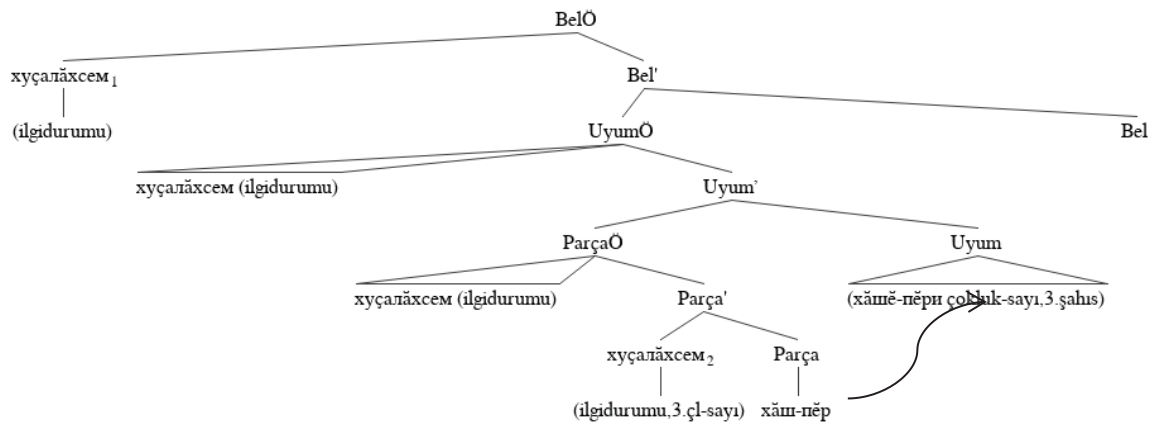 BelÖ
хуçалăхсем₁ Bel'
(ilgidurumu) UyumÖ Bel
хуçалăхсем (ilgidurumu) Uyum’
ParçaÖ Uyum
хуçалăхсем (ilgidurumu) Parça' (хăшĕ-пĕри çokluk-sayı,3.şahıs)
хуçалăхсем₂ Parça
(ilgidurumu,3.çl-sayı) хăш-пĕр